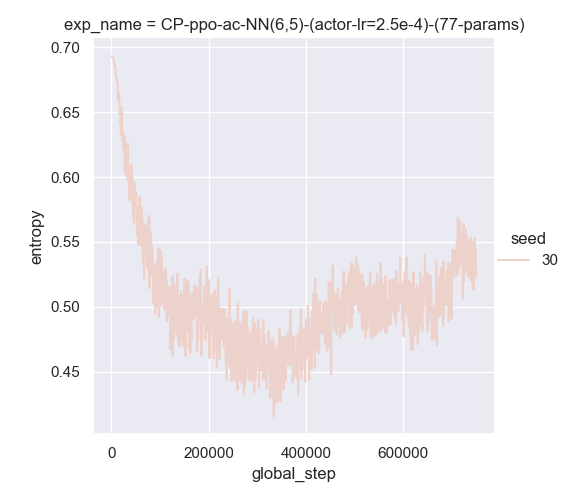 exp_name = CP-ppo-ac-NN(6,5)-(actor-lr=2.5e-4)-(77-params)
0.70
0.65
0.60
0.55
0.50
0.45
entropy
seed
30
0
200000
400000
600000
global_step